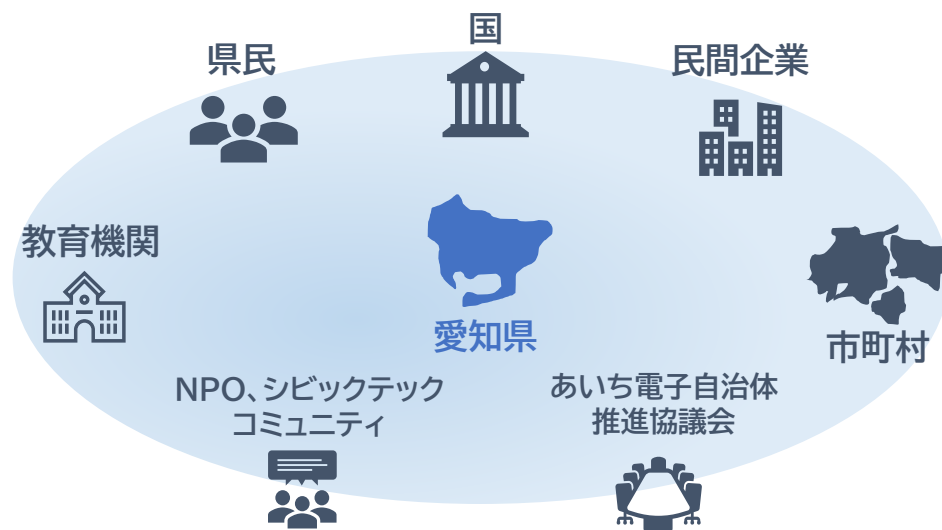 国
県民
民間企業
教育機関
愛知県
市町村
NPO、シビックテック
コミュニティ
あいち電子自治体
推進協議会